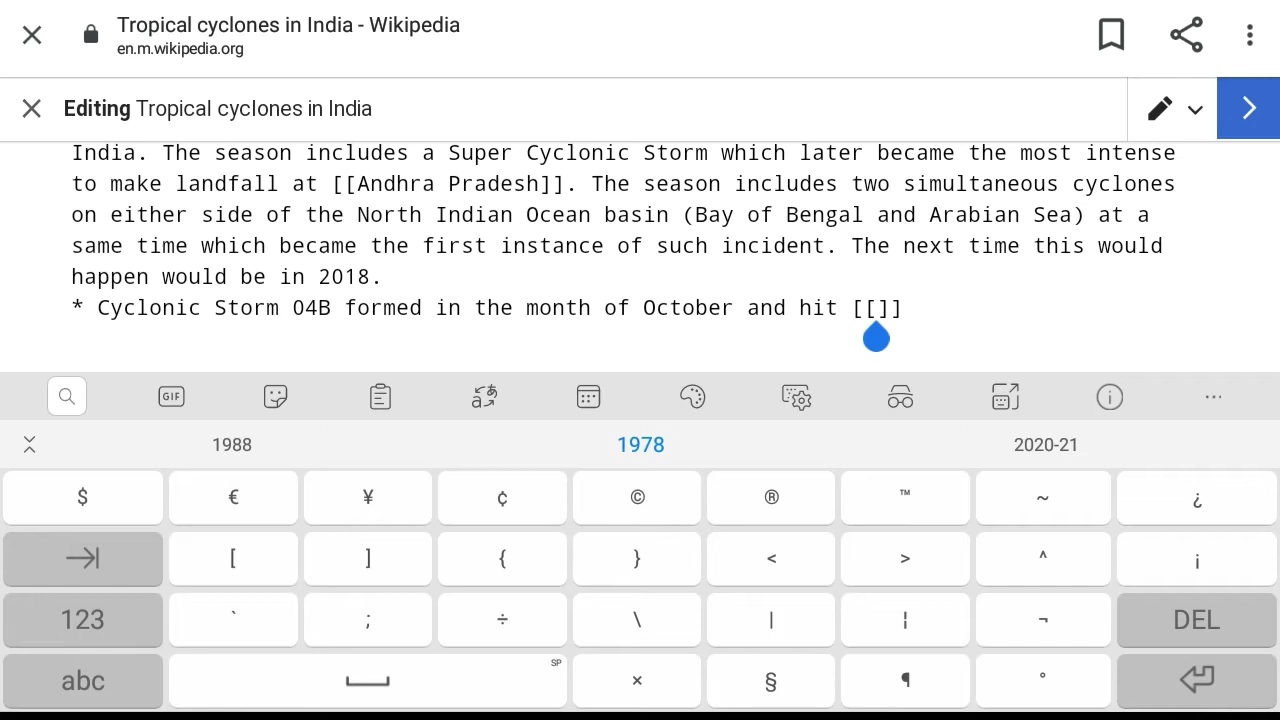 Tropical cyclones in India - Wikipedia
en.m.wikipedia.org
Editing Tropical cyclones in India
India. The season includes a Super Cyclonic Storm which later became the most intense
to make landfall at [[Andhra Pradesh]]. The season includes two simultaneous cyclones
on either side of the North Indian Ocean basin (Bay of Bengal and Arabian Sea) at a
same time which became the first instance of such incident. The next time this would
happen would be in 2018.
* Cyclonic Storm 04B formed in the month of October and hit [[]]
GIF
1988 1978 2020-21
$ € ¥ ¢ © ® ™ ~ ¿
[ ] { } < > ^ ¡
123 ` ; ÷ \ | ¦ ¬ DEL
abc SP × § ¶ °